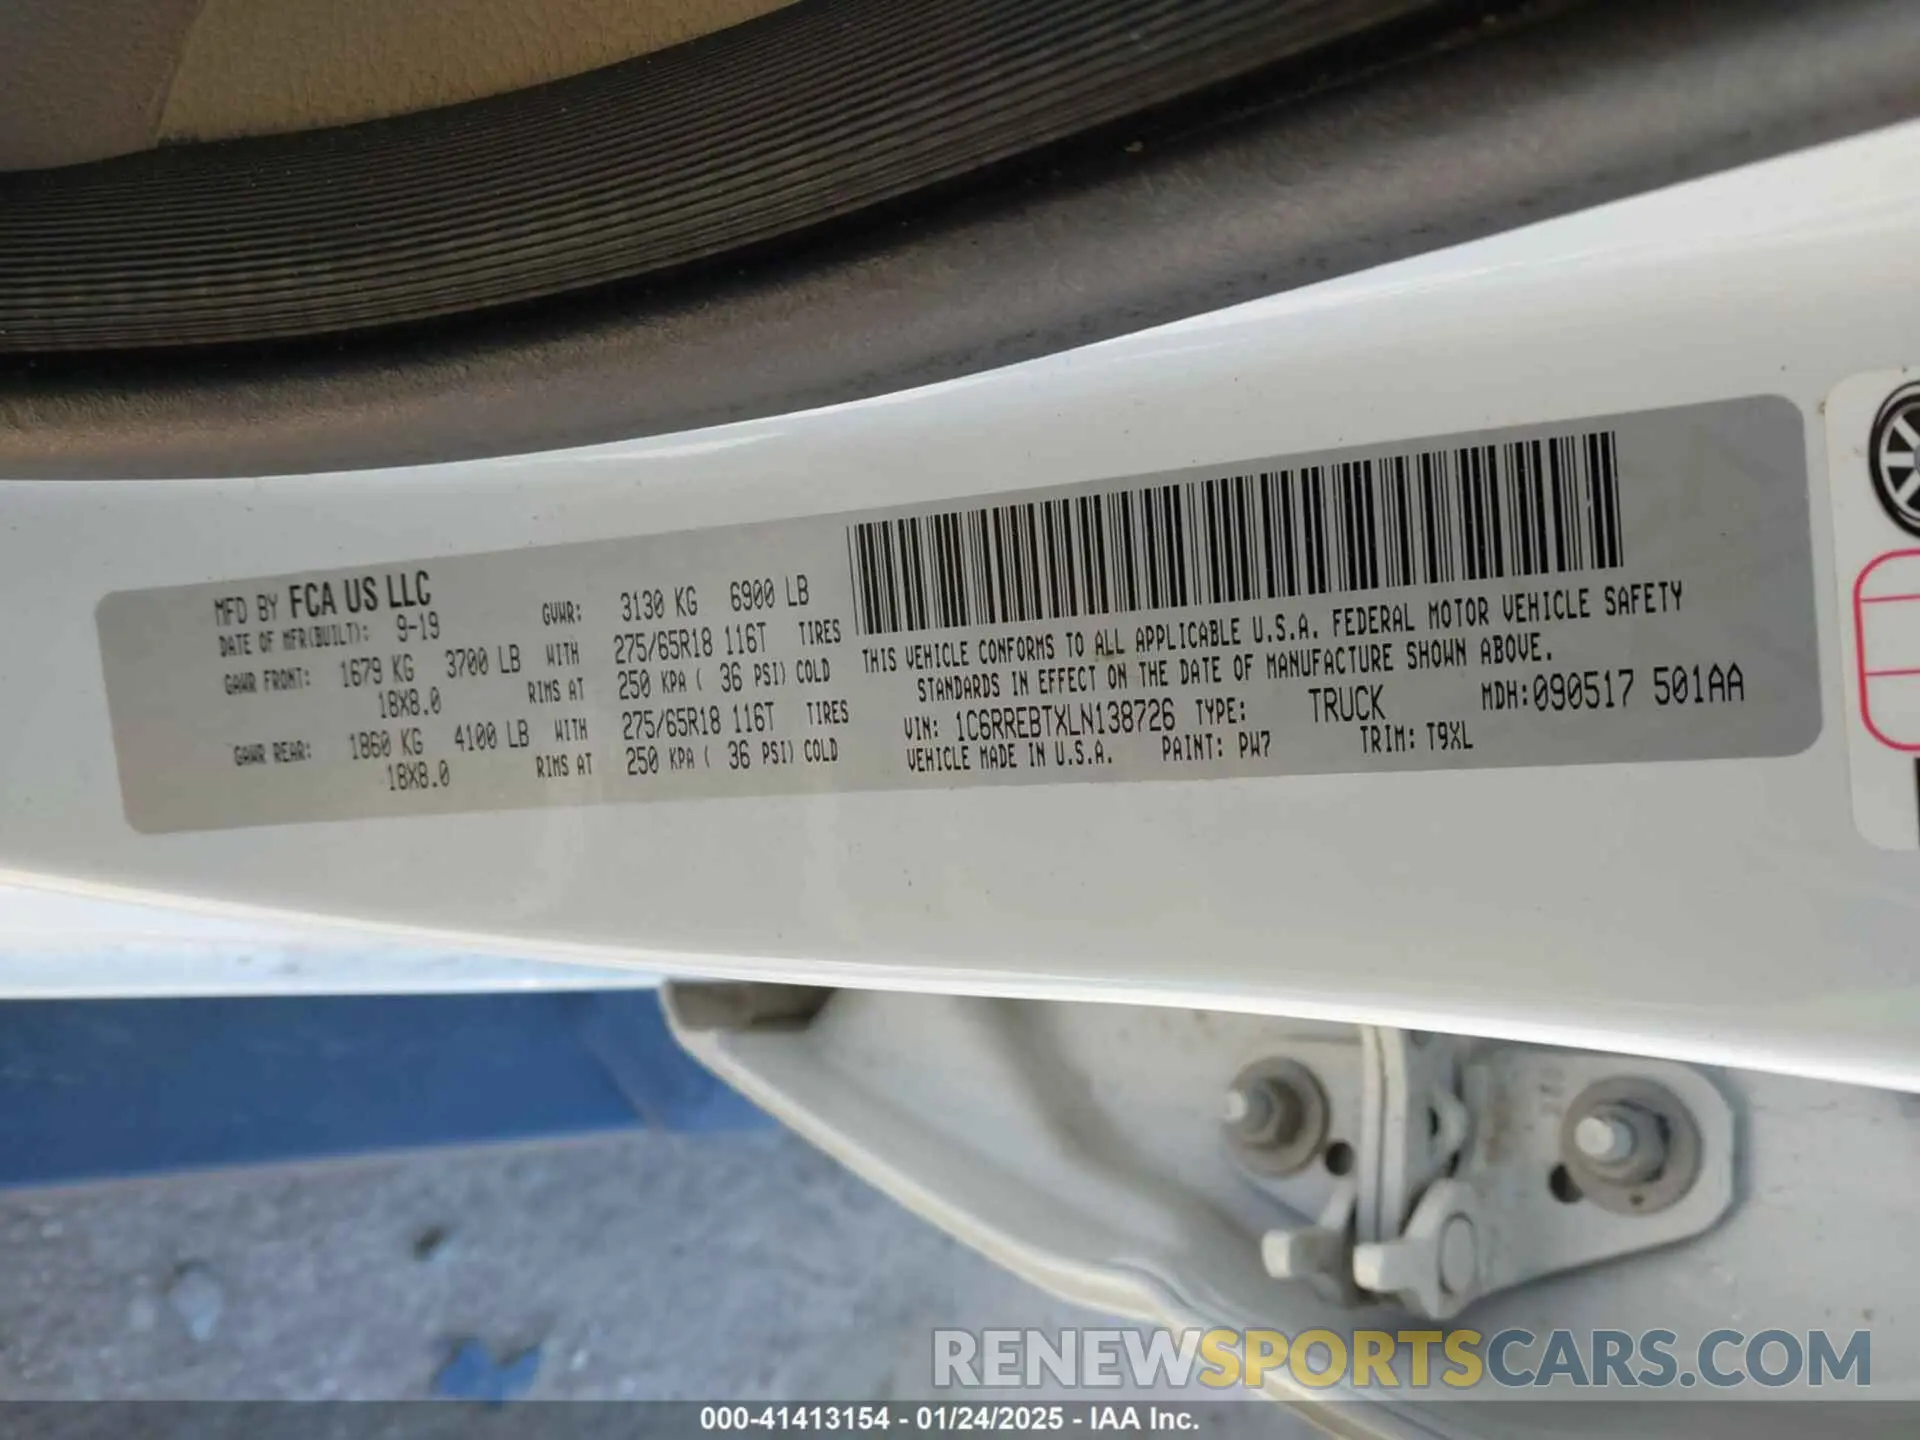 MFD BY FCA US LLC
DATE OF MFR(BUILT): 9-19 GVWR: 3130 KG 6900 LB
GAWR FRONT: 1679 KG 3700 LB WITH 275/65R18 116T TIRES
18X8.0 RIMS AT 250 KPA ( 36 PSI) COLD
GAWR REAR: 1860 KG 4100 LB WITH 275/65R18 116T TIRES
18X8.0 RIMS AT 250 KPA ( 36 PSI) COLD
THIS VEHICLE CONFORMS TO ALL APPLICABLE U.S.A. FEDERAL MOTOR VEHICLE SAFETY
STANDARDS IN EFFECT ON THE DATE OF MANUFACTURE SHOWN ABOVE.
VIN: 1C6RREBTXLN138726 TYPE: TRUCK MDH:090517 501AA
VEHICLE MADE IN U.S.A. PAINT: PW7 TRIM: T9XL
RENEWSPORTSCARS.COM
000-41413154 - 01/24/2025 - IAA Inc.